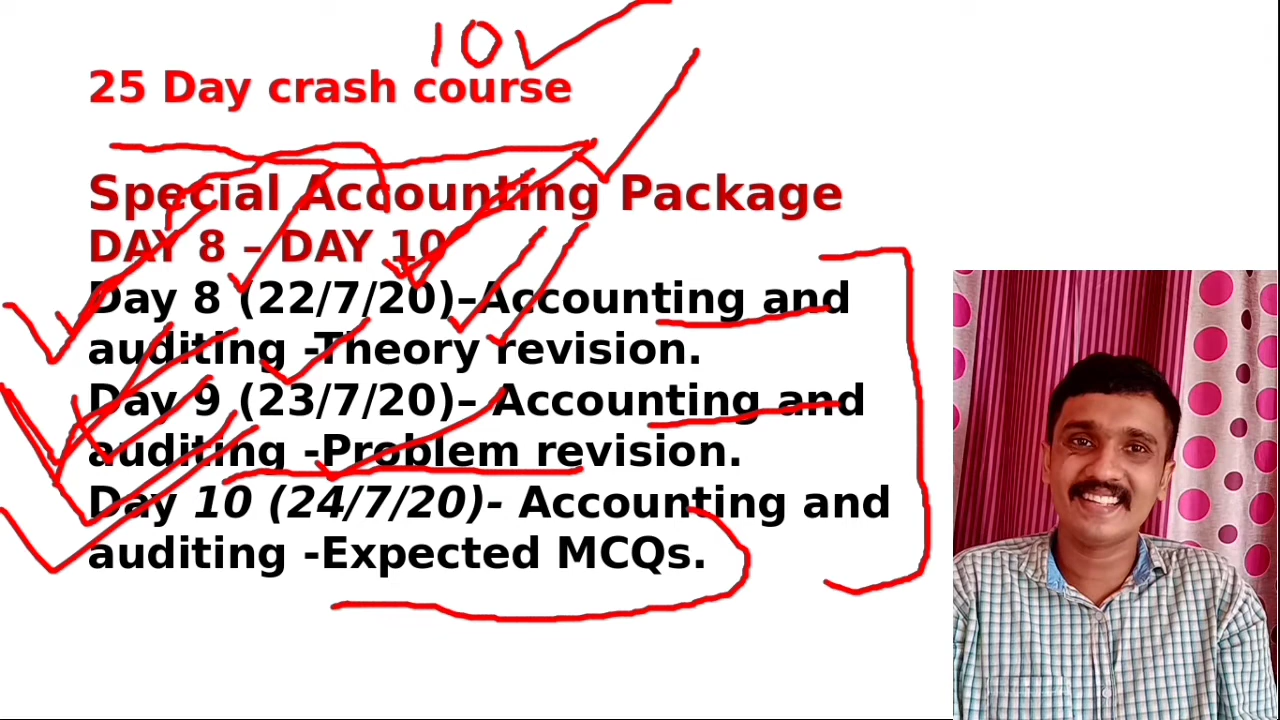 10
25 Day crash course
Special Accounting Package
DAY 8 – DAY 10
Day 8 (22/7/20)–Accounting and
auditing -Theory revision.
Day 9 (23/7/20)– Accounting and
auditing -Problem revision.
Day 10 (24/7/20)- Accounting and
auditing -Expected MCQs.